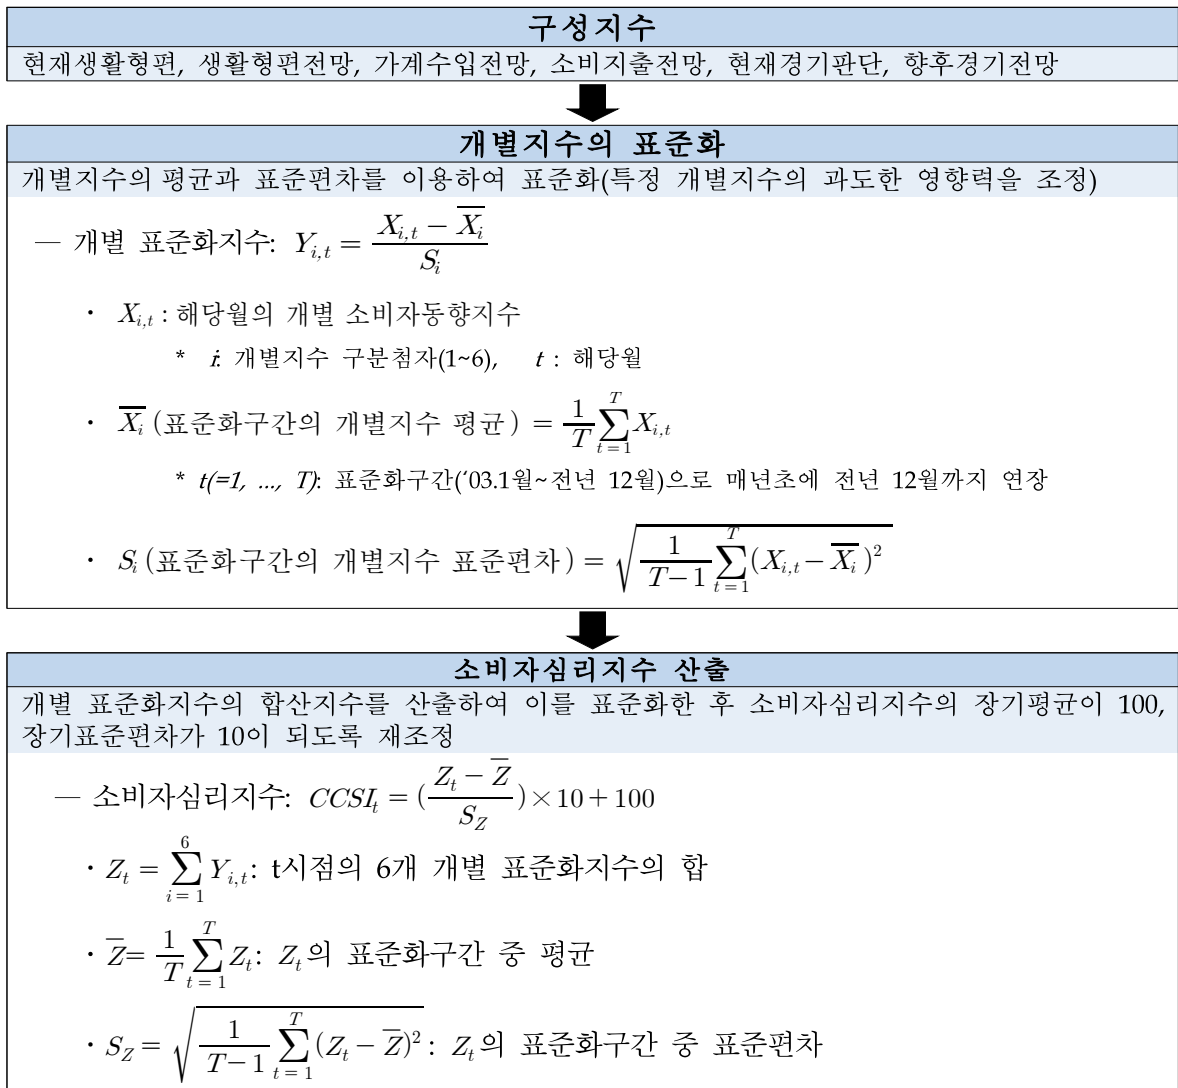 구성지수
현재생활형편, 생활형편전망, 가계수입전망, 소비지출전망, 현재경기판단, 향후경기전망
개별지수의 표준화
개별지수의 평균과 표준편차를 이용하여 표준화(특정 개별지수의 과도한 영향력을 조정)
― 개별 표준화지수: $Y_{i,t} = \frac{X_{i,t} - \overline{X_i}}{S_i}$
· $X_{i,t}$ : 해당월의 개별 소비자동향지수
* i: 개별지수 구분첨자(1~6), t : 해당월
· $\overline{X_i}$ (표준화구간의 개별지수 평균) = $\frac{1}{T}\sum_{t=1}^{T} X_{i,t}$
* t(=1, ..., T): 표준화구간(‘03.1월~전년 12월)으로 매년초에 전년 12월까지 연장
· $S_i$ (표준화구간의 개별지수 표준편차) = $\sqrt{\frac{1}{T-1}\sum_{t=1}^{T}(X_{i,t} - \overline{X_i})^2}$
소비자심리지수 산출
개별 표준화지수의 합산지수를 산출하여 이를 표준화한 후 소비자심리지수의 장기평균이 100,
장기표준편차가 10이 되도록 재조정
― 소비자심리지수: $CCSI_t = (\frac{Z_t - \overline{Z}}{S_Z}) \times 10 + 100$
· $Z_t = \sum_{i=1}^{6} Y_{i,t}$: t시점의 6개 개별 표준화지수의 합
· $\overline{Z} = \frac{1}{T}\sum_{t=1}^{T} Z_t$: $Z_t$의 표준화구간 중 평균
· $S_Z = \sqrt{\frac{1}{T-1}\sum_{t=1}^{T}(Z_t - \overline{Z})^2}$: $Z_t$의 표준화구간 중 표준편차